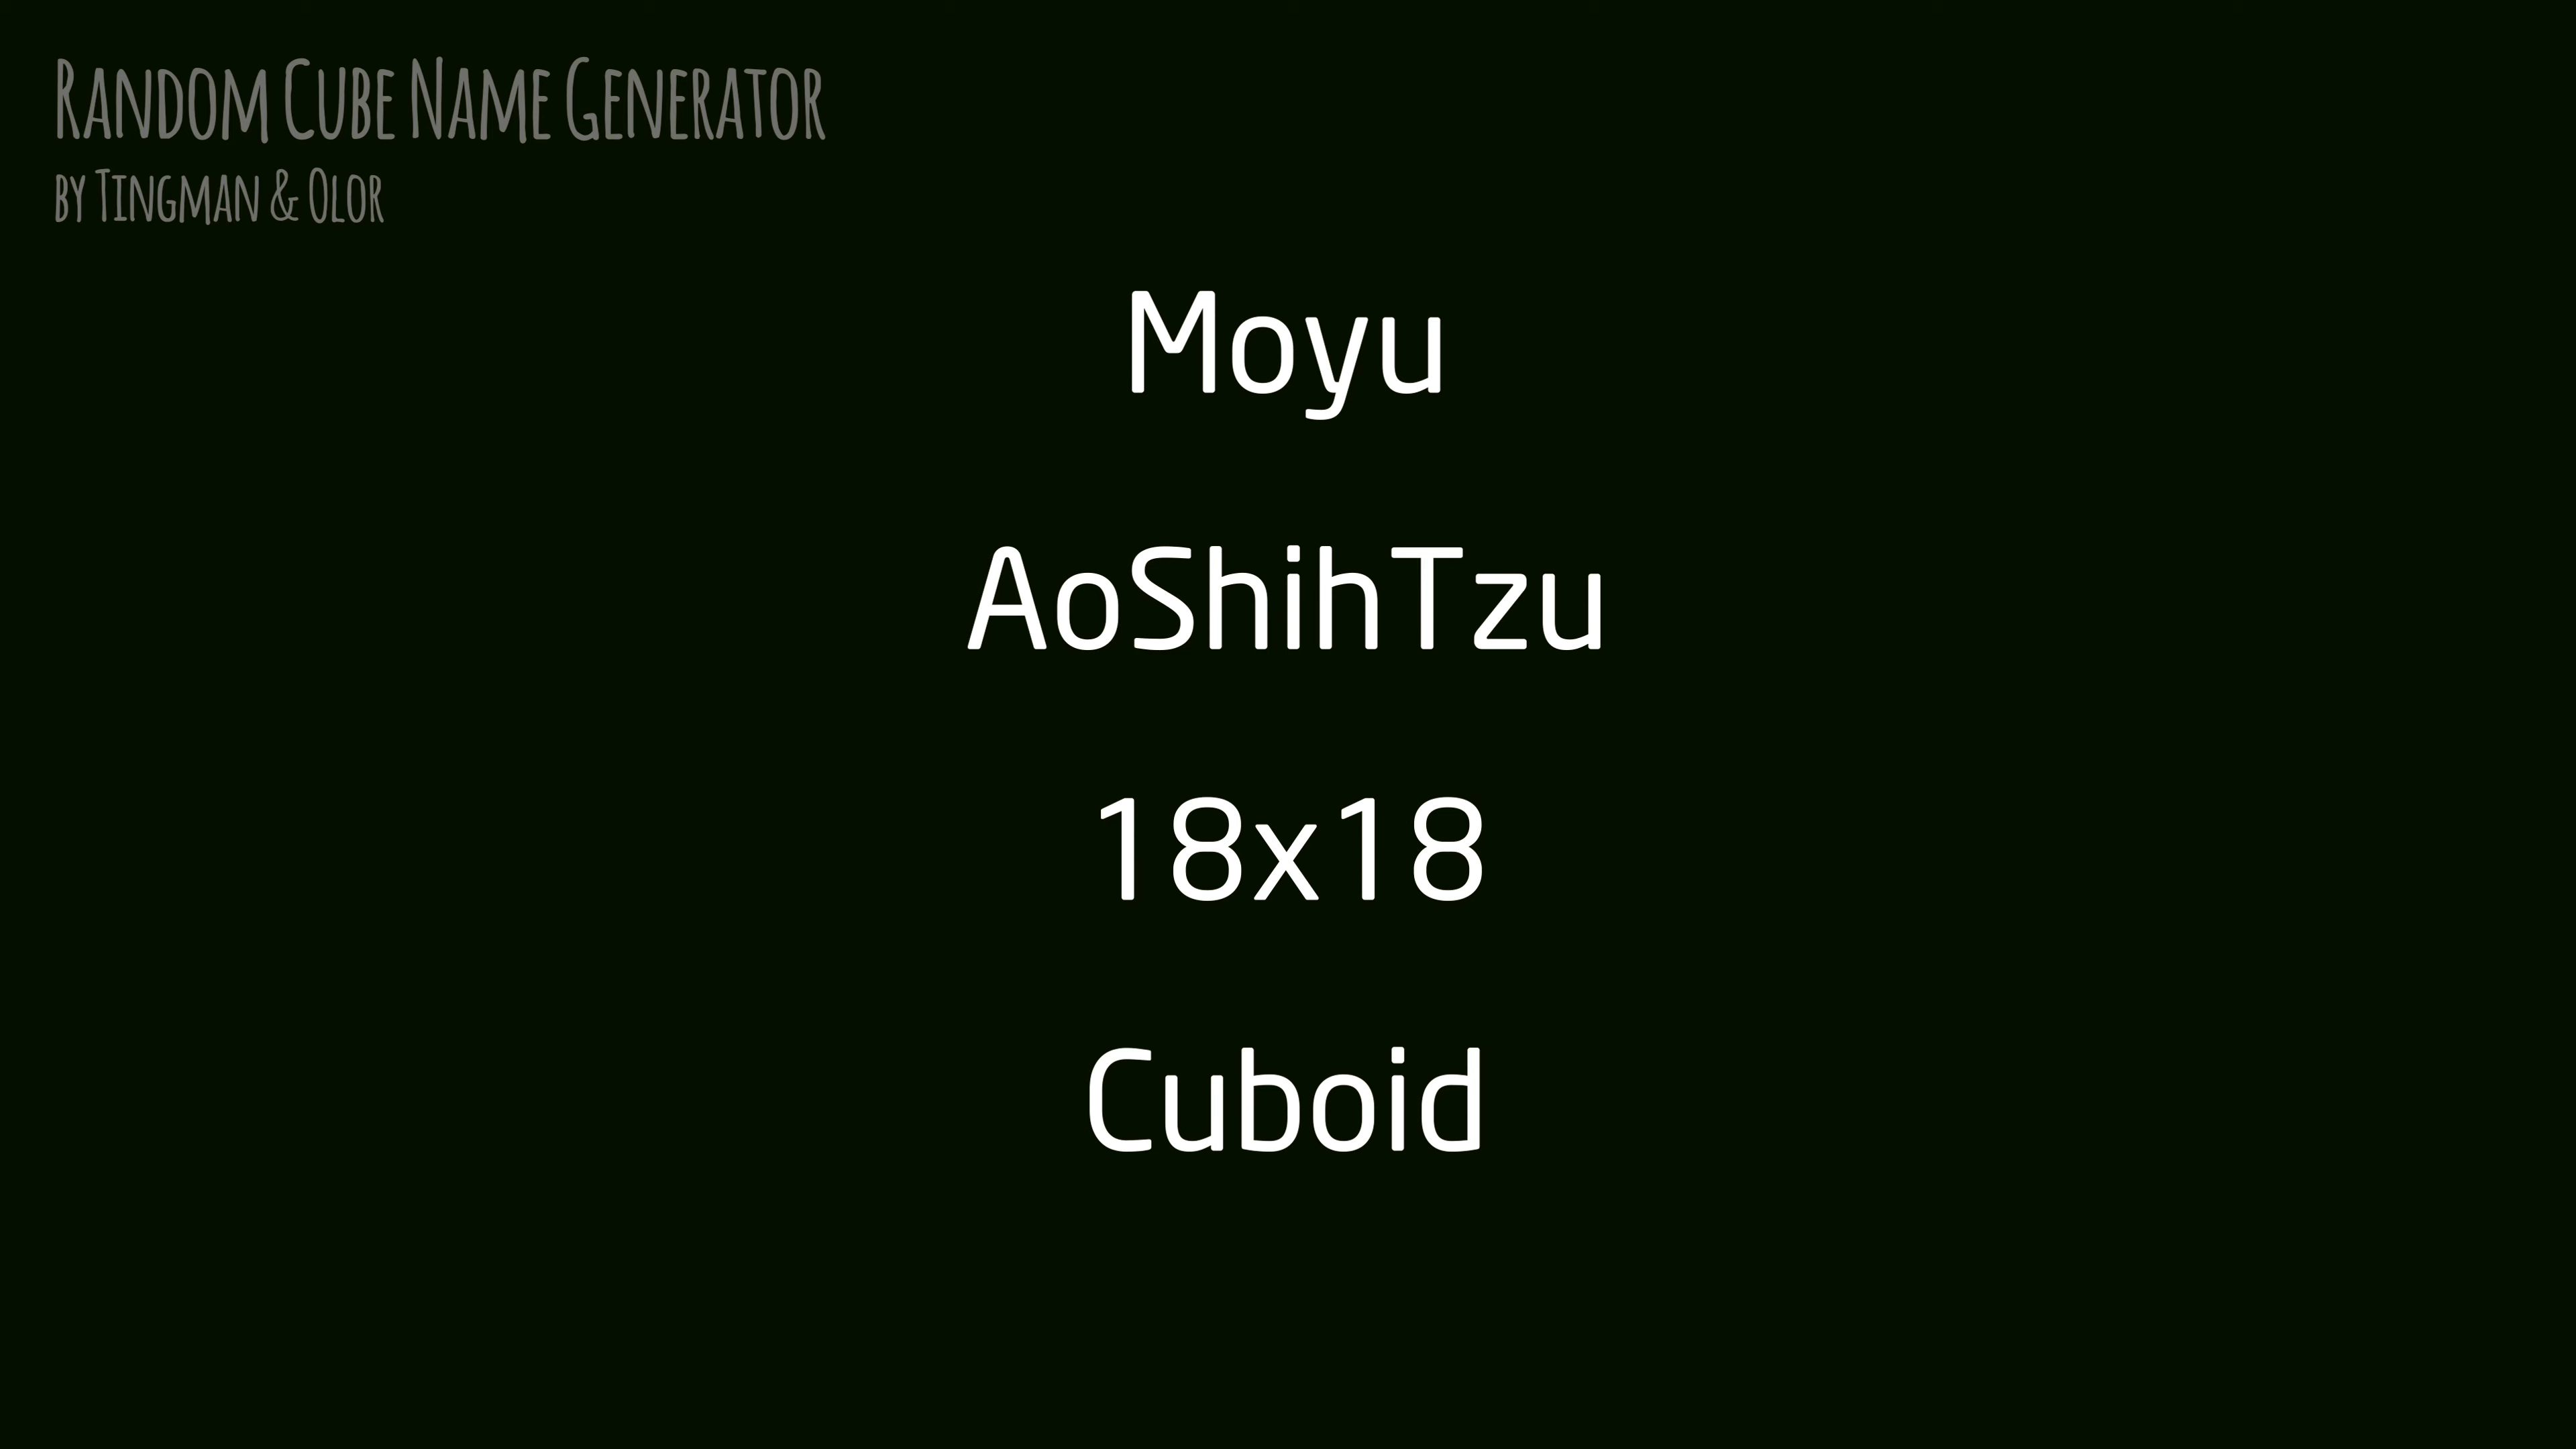 Random Cube Name Generator
by Tingman & Olor
Moyu
AoShihTzu
18x18
Cuboid